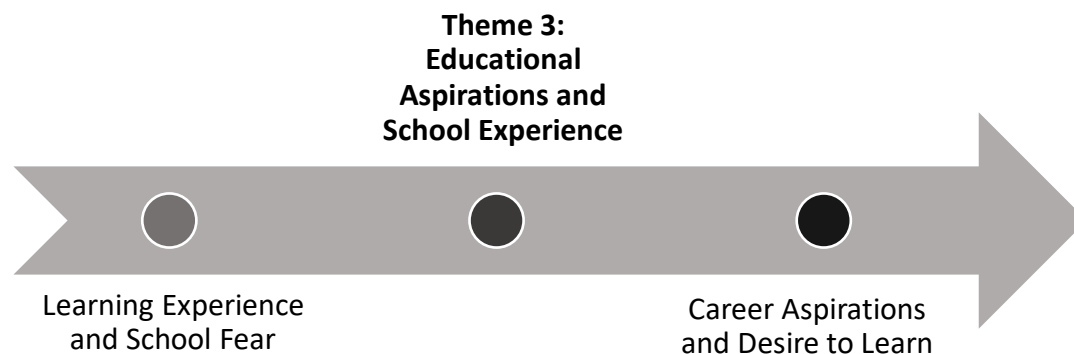 Theme 3:
Educational
Aspirations and
School Experience
Learning Experience
and School Fear
Career Aspirations
and Desire to Learn